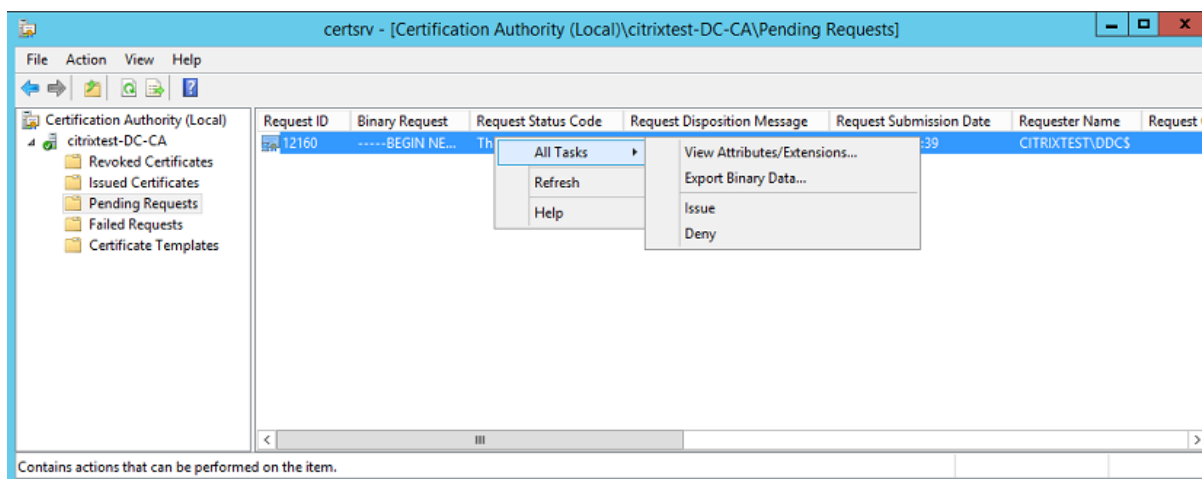 certsrv - [Certification Authority (Local)\citrixtest-DC-CA\Pending Requests]
File Action View Help
Certification Authority (Local)
citrixtest-DC-CA
Revoked Certificates
Issued Certificates
Pending Requests
Failed Requests
Certificate Templates
Request ID Binary Request Request Status Code Request Disposition Message Request Submission Date Requester Name Request
12160 -----BEGIN NE... Th :39 CITRIXTEST\DDC$
All Tasks
Refresh
Help
View Attributes/Extensions...
Export Binary Data...
Issue
Deny
Contains actions that can be performed on the item.